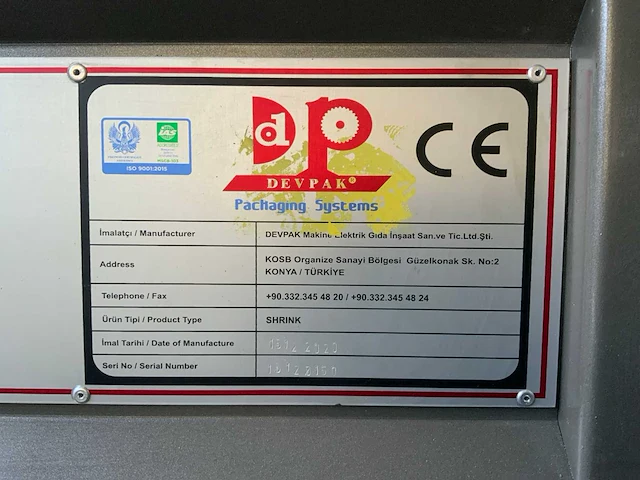 dp
DEVPAK®
Packaging Systems
CE
IAS
ISO 9001:2015
İmalatçı / Manufacturer
DEVPAK Makine Elektrik Gıda İnşaat San.ve Tic.Ltd.Şti.
Address
KOSB Organize Sanayi Bölgesi Güzelkonak Sk. No:2
KONYA / TÜRKİYE
Telephone / Fax
+90.332.345 48 20 / +90.332.345 48 24
Ürün Tipi / Product Type
SHRINK
İmal Tarihi / Date of Manufacture
2020
Seri No / Serial Number